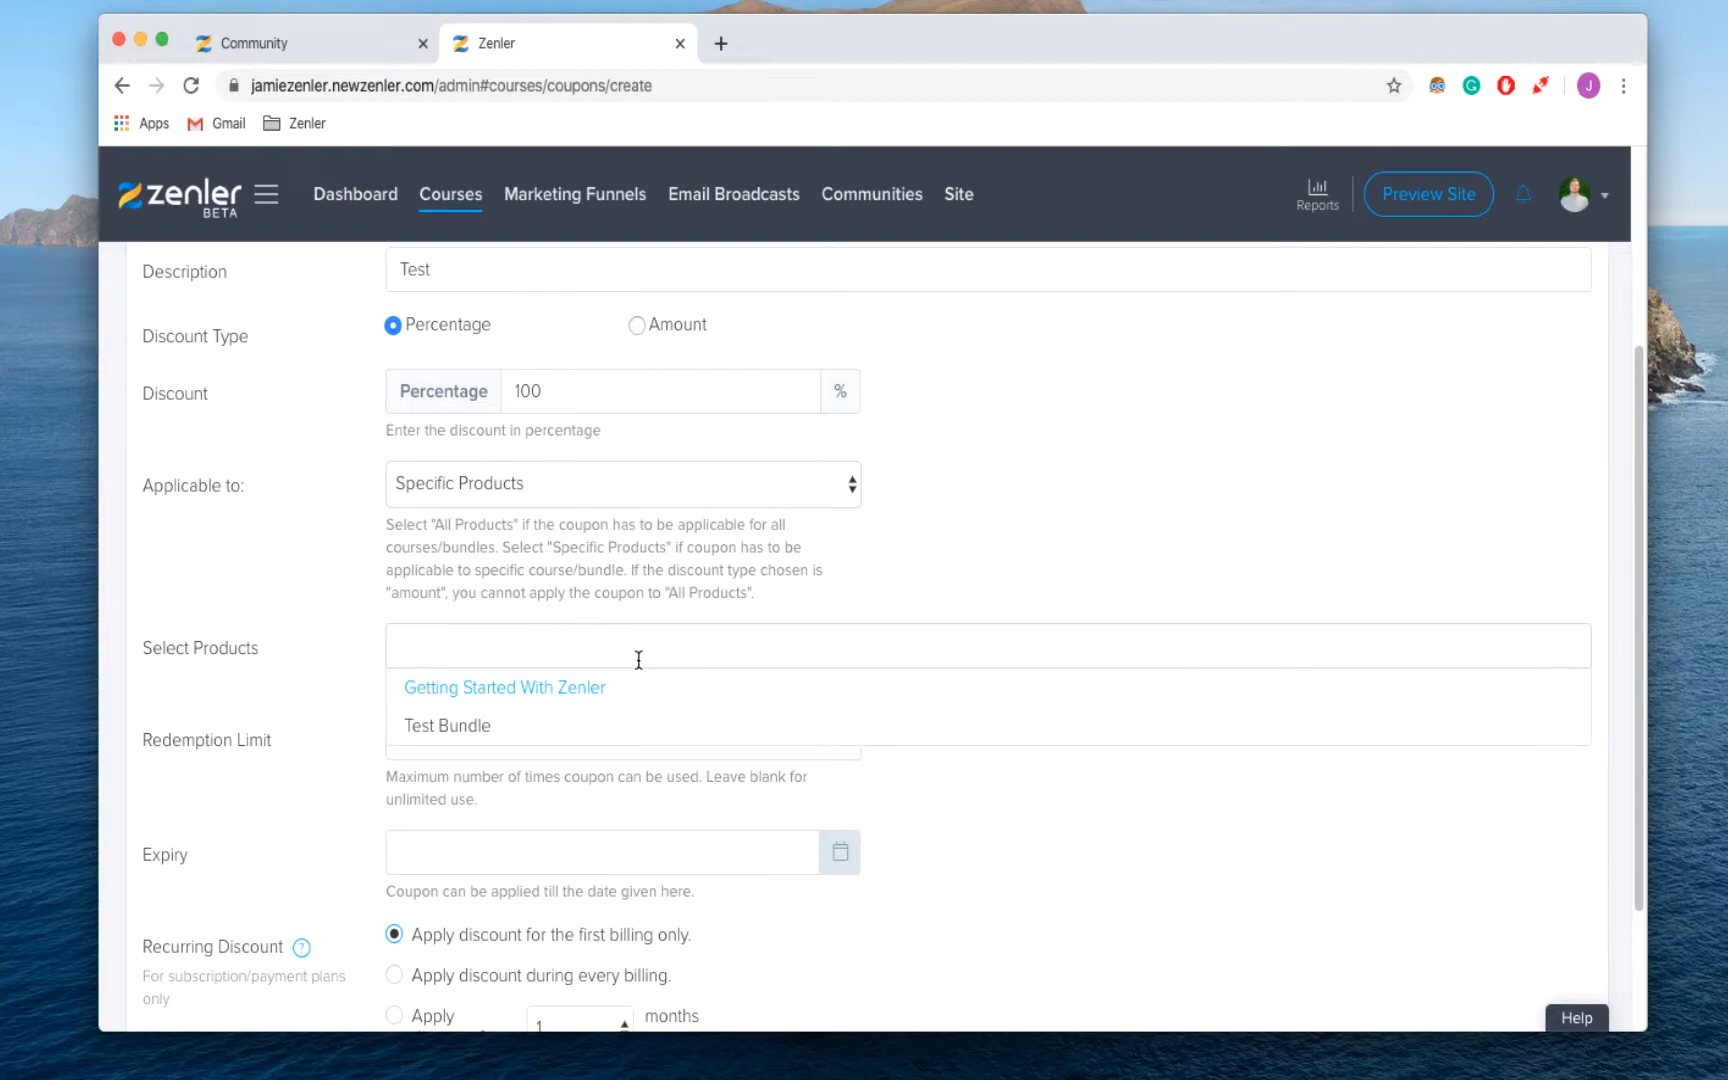 Community
Zenler
jamiezenler.newzenler.com/admin#courses/coupons/create
J
Apps
Gmail
Zenler
zenler
BETA
Dashboard
Courses
Marketing Funnels
Email Broadcasts
Communities
Site
Reports
Preview Site
Description
Test
Discount Type
Percentage
Amount
Discount
Percentage
100
%
Enter the discount in percentage
Applicable to:
Specific Products
Select "All Products" if the coupon has to be applicable for all
courses/bundles. Select "Specific Products" if coupon has to be
applicable to specific course/bundle. If the discount type chosen is
"amount", you cannot apply the coupon to "All Products".
Select Products
Getting Started With Zenler
Test Bundle
Redemption Limit
Maximum number of times coupon can be used. Leave blank for
unlimited use.
Expiry
Coupon can be applied till the date given here.
Recurring Discount ?
For subscription/payment plans
only
Apply discount for the first billing only.
Apply discount during every billing.
Apply
1
months
Help